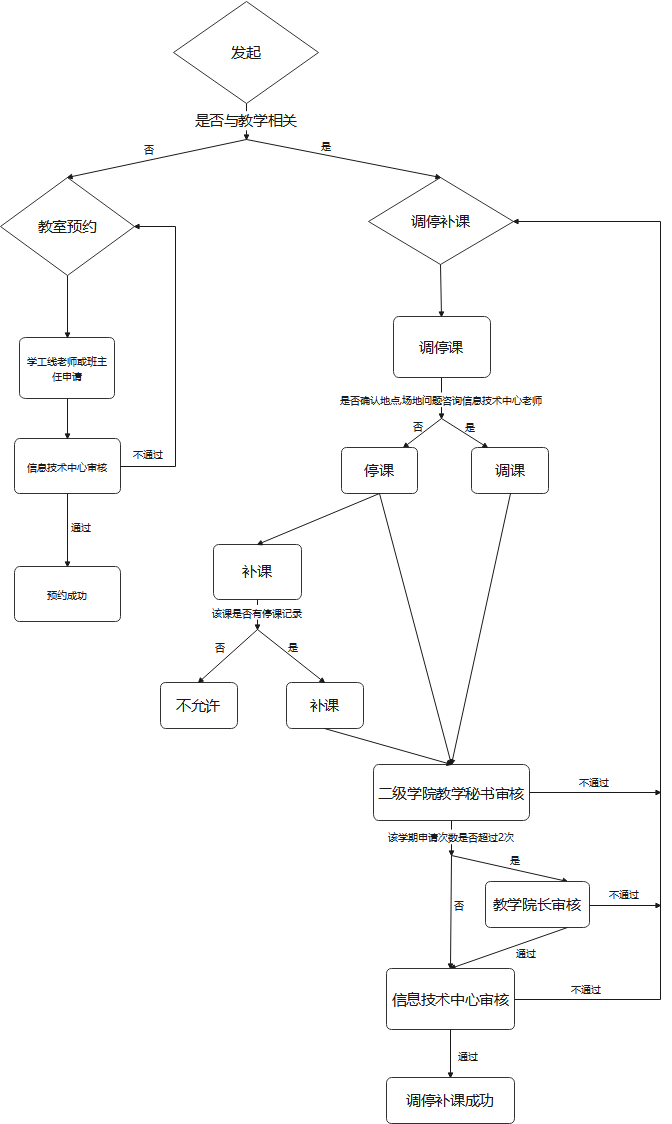 发起
是否与教学相关
否
是
教室预约
调停补课
学工线老师或班主
任申请
调停课
是否确认地点,场地问题咨询信息技术中心老师
否
是
信息技术中心审核
不通过
停课
调课
通过
补课
预约成功
该课是否有停课记录
否
是
不允许
补课
二级学院教学秘书审核
不通过
该学期申请次数是否超过2次
是
否
教学院长审核
不通过
通过
信息技术中心审核
不通过
通过
调停补课成功